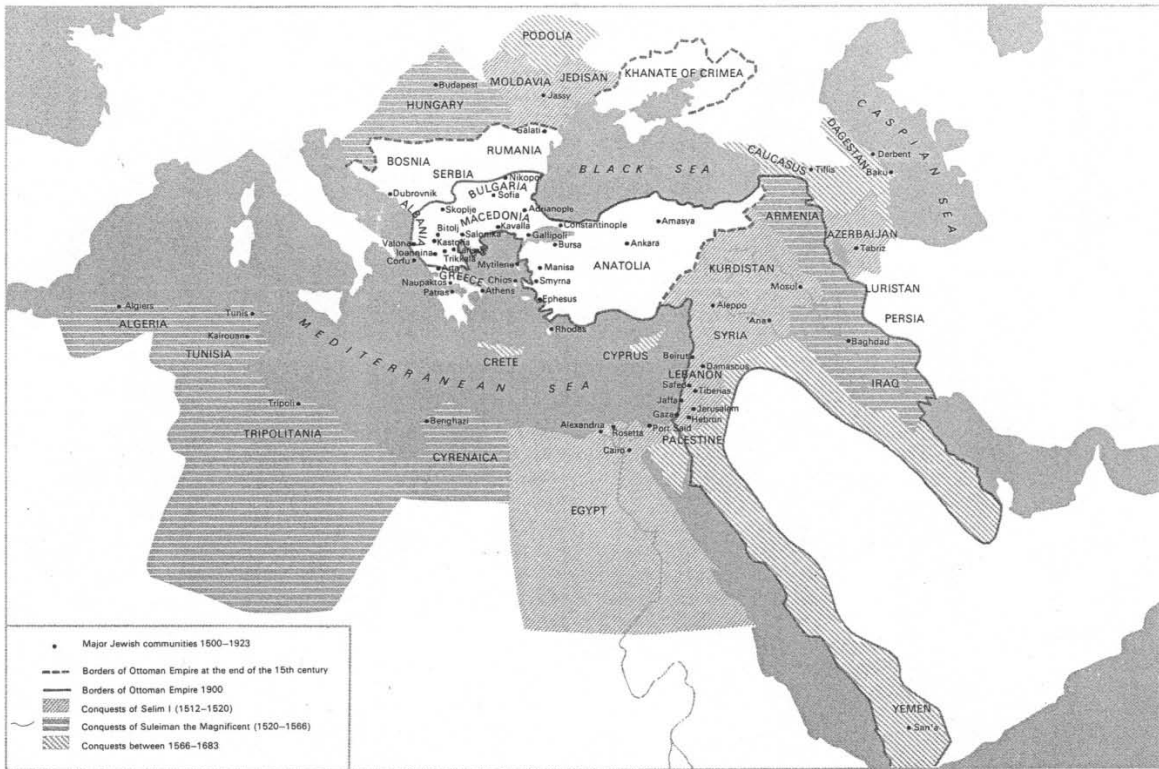 PODOLIA
KHANATE OF CRIMEA
MOLDAVIA
JEDISAN
Budapest
Jassy
HUNGARY
CASPIAN SEA
DAGESTAN
Galati
RUMANIA
BOSNIA
BLACK SEA
CAUCASUS
Derbent
Tiflis
Baku
SERBIA
Nikopol
BULGARIA
Sofia
Dubrovnik
ALBANIA
Skoplje
Adrianople
MACEDONIA
Kavalla
Constantinople
Amasya
ARMENIA
AZERBAIJAN
Bitolj
Salonika
Gallipoli
Valona
Kastoria
Bursa
Ankara
Tabriz
Ioannina
Larissa
Trikkala
Corfu
Arta
Mytilene
Manisa
ANATOLIA
KURDISTAN
GREECE
Naupaktos
Chios
Smyrna
Mosul
LURISTAN
Patras
Athens
Ephesus
Aleppo
PERSIA
Algiers
Tunis
'Ana
ALGERIA
Rhodes
SYRIA
Kairouan
TUNISIA
MEDITERRANEAN SEA
CRETE
CYPRUS
Beirut
Baghdad
Damascus
LEBANON
Safed
Tiberias
IRAQ
Jaffa
Tripoli
Jerusalem
Gaza
Hebron
Benghazi
Alexandria
Rosetta
Port Said
TRIPOLITANIA
PALESTINE
Cairo
CYRENAICA
EGYPT
YEMEN
San'a
Major Jewish communities 1500–1923
Borders of Ottoman Empire at the end of the 15th century
Borders of Ottoman Empire 1900
Conquests of Selim I (1512–1520)
Conquests of Suleiman the Magnificent (1520–1566)
Conquests between 1566–1683